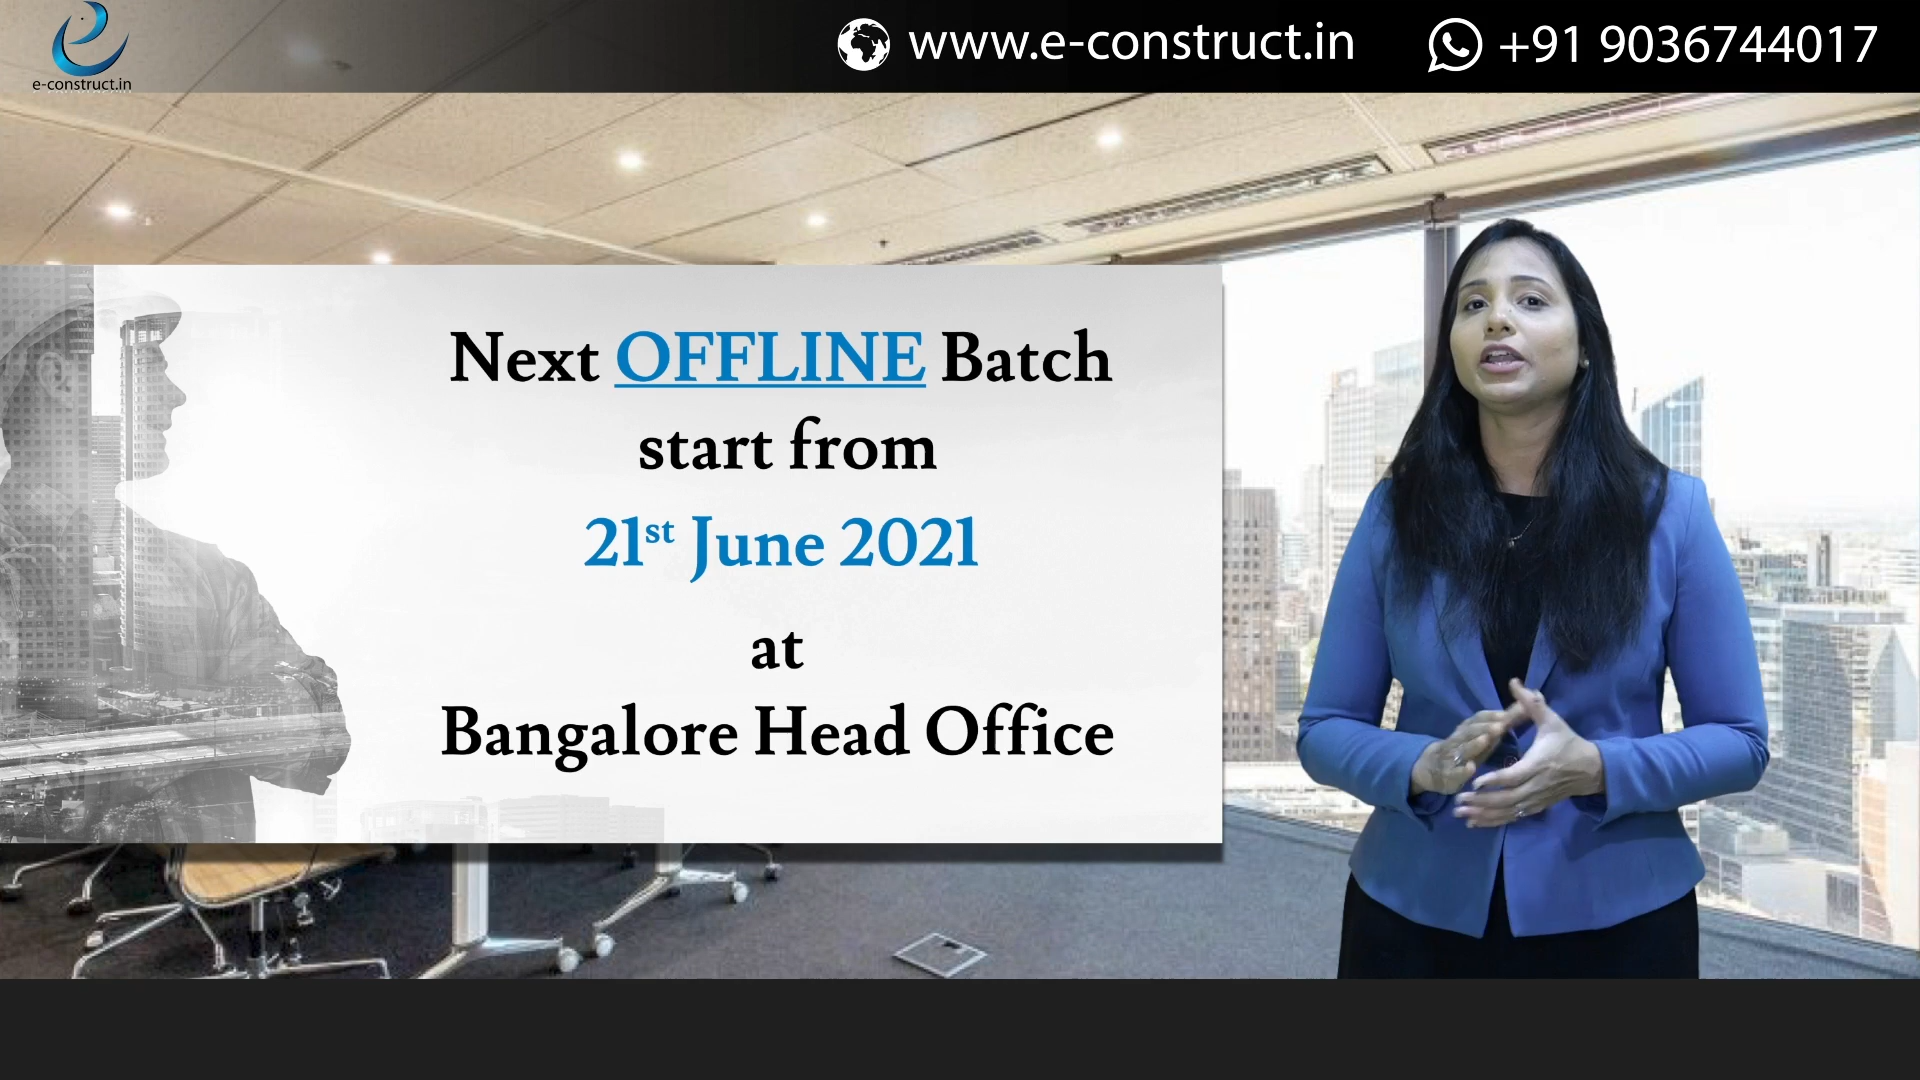 e-construct.in
www.e-construct.in
+91 9036744017
Next OFFLINE Batch
start from
21st June 2021
at
Bangalore Head Office